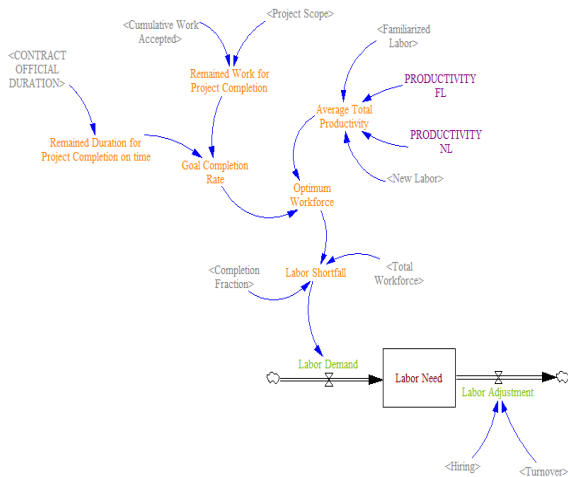 <Cumulative Work
Accepted>
<Project Scope>
<Familiarized
Labor>
<CONTRACT
OFFICIAL
DURATION>
Remained Work for
Project Completion
PRODUCTIVITY
FL
Average Total
Productivity
PRODUCTIVITY
NL
Remained Duration for
Project Completion on time
Goal Completion
Rate
<New Labor>
Optimum
Workforce
<Completion
Fraction>
Labor Shortfall
<Total
Workforce>
Labor Demand
Labor Need
Labor Adjustment
<Hiring>
<Turnover>